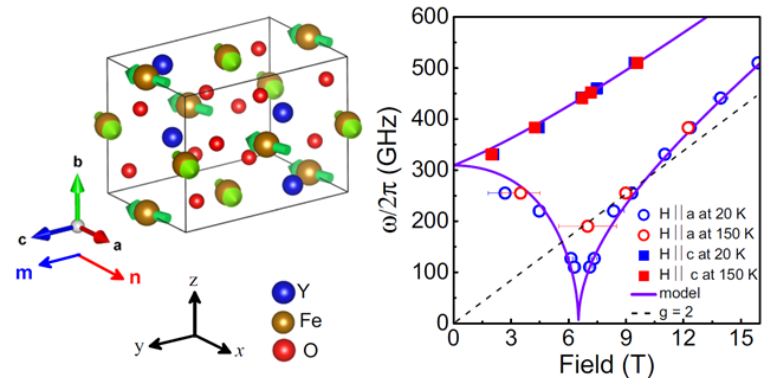 b
c
a
m
n
z
y
x
Y
Fe
O
ω/2π (GHz)
600
500
400
300
200
100
0
H || a at 20 K
H || a at 150 K
H || c at 20 K
H || c at 150 K
model
g = 2
0 3 6 9 12 15
Field (T)